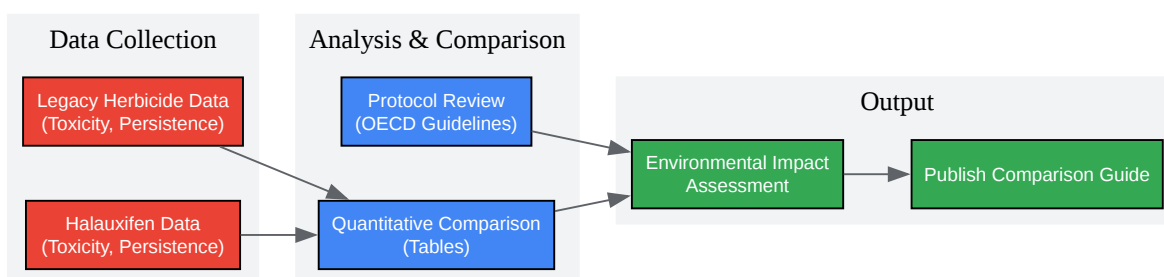 Data Collection
Legacy Herbicide Data
(Toxicity, Persistence)
Halauxifen Data
(Toxicity, Persistence)
Analysis & Comparison
Protocol Review
(OECD Guidelines)
Quantitative Comparison
(Tables)
Output
Environmental Impact
Assessment
Publish Comparison Guide